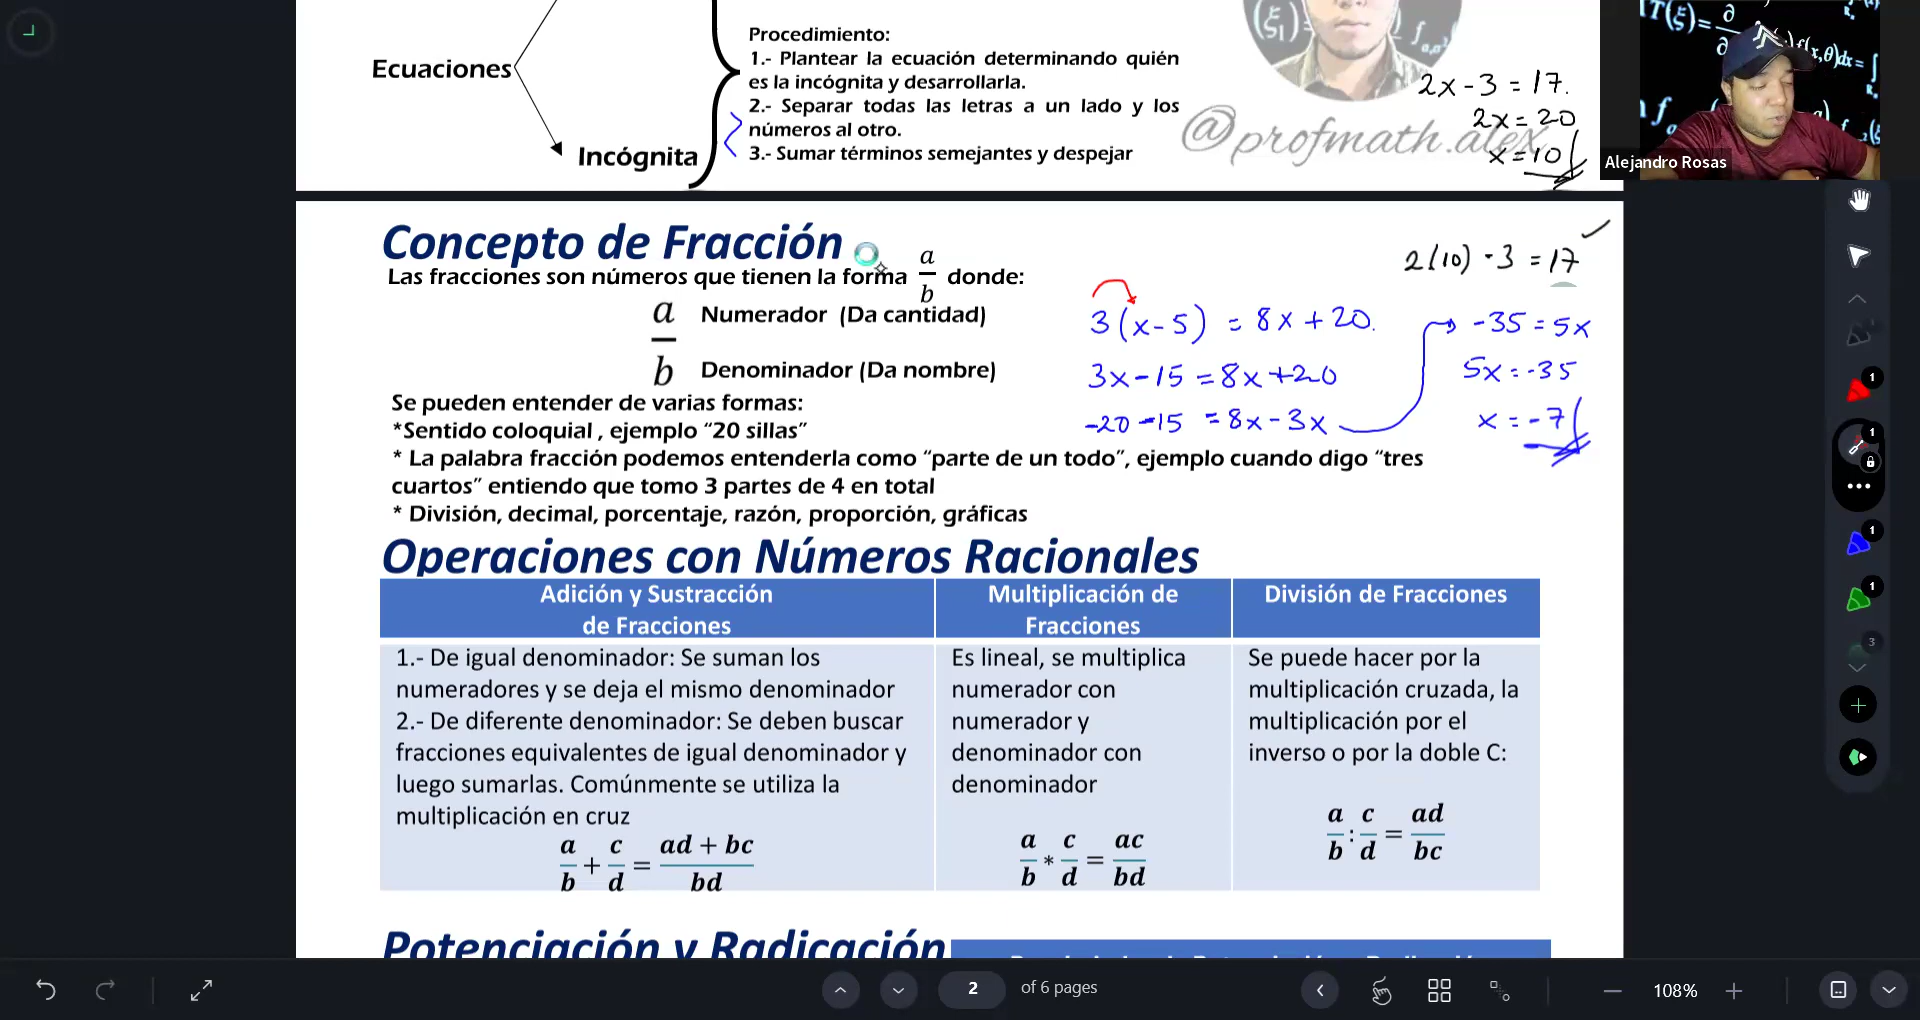 Procedimiento:
1.- Plantear la ecuación determinando quién
es la incógnita y desarrollarla.
2.- Separar todas las letras a un lado y los
números al otro.
3.- Sumar términos semejantes y despejar
Ecuaciones
Incógnita
@profmath.alex
2x - 3 = 17.
2x = 20
x = 10
Alejandro Rosas
Concepto de Fracción
Las fracciones son números que tienen la forma a/b donde:
a Numerador (Da cantidad)
b Denominador (Da nombre)
2(10) - 3 = 17 ✓
3(x-5) = 8x + 20.
3x - 15 = 8x + 20
-20 - 15 = 8x - 3x
-35 = 5x
5x = -35
x = -7
Se pueden entender de varias formas:
*Sentido coloquial , ejemplo “20 sillas”
* La palabra fracción podemos entenderla como “parte de un todo”, ejemplo cuando digo “tres
cuartos” entiendo que tomo 3 partes de 4 en total
* División, decimal, porcentaje, razón, proporción, gráficas
Operaciones con Números Racionales
Adición y Sustracción
de Fracciones
1.- De igual denominador: Se suman los
numeradores y se deja el mismo denominador
2.- De diferente denominador: Se deben buscar
fracciones equivalentes de igual denominador y
luego sumarlas. Comúnmente se utiliza la
multiplicación en cruz
a/b + c/d = ad + bc/bd
Multiplicación de
Fracciones
Es lineal, se multiplica
numerador con
numerador y
denominador con
denominador
a/b * c/d = ac/bd
División de Fracciones
Se puede hacer por la
multiplicación cruzada, la
multiplicación por el
inverso o por la doble C:
a/b : c/d = ad/bc
Potenciación y Radicación
1
1
1
1
3
2 of 6 pages
108%